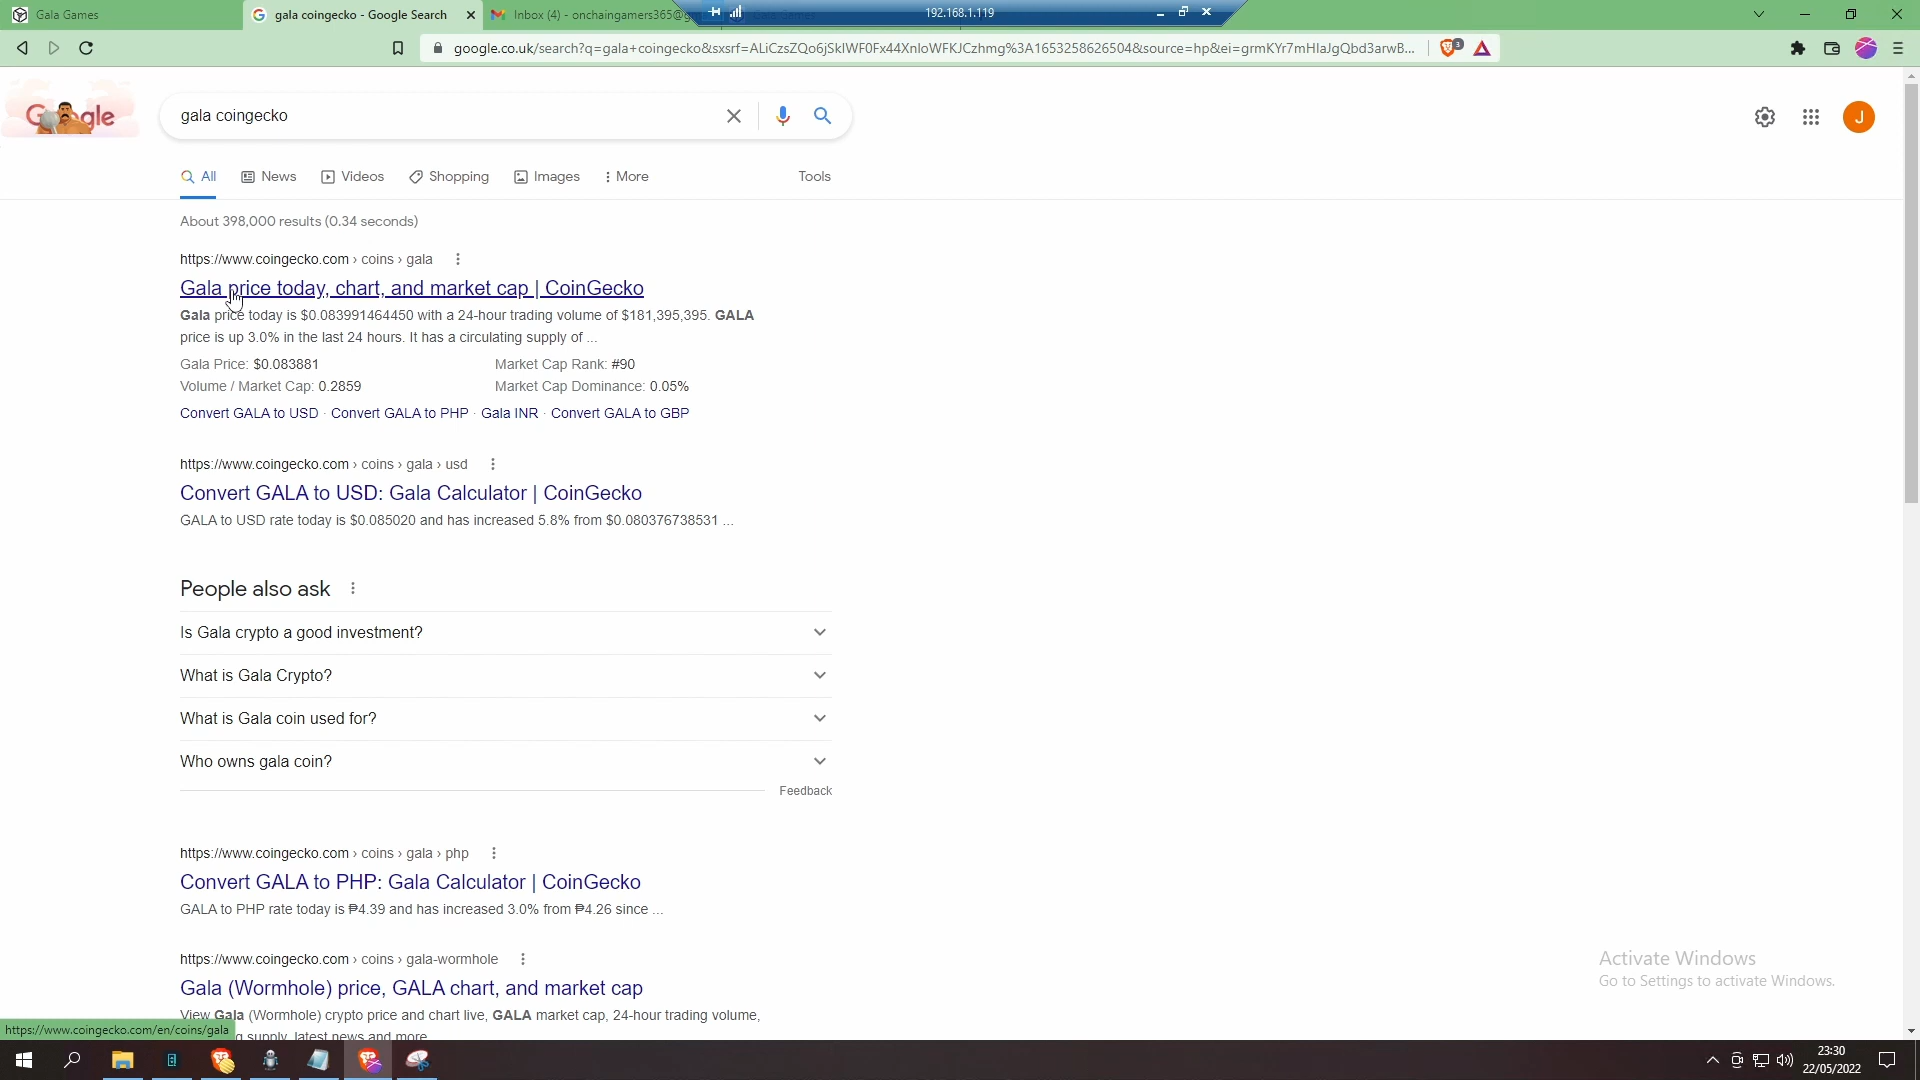 Gala Games
gala coingecko - Google Search
Inbox (4) - onchaingamers365@g
192.168.1.119
google.co.uk/search?q=gala+coingecko&sxsrf=ALiCzsZQo6jSkIWF0Fx44XnloWFKJCzhmg%3A1653258626504&source=hp&ei=grmKYr7mHIaJgQbd3arwB...
3
Google
gala coingecko
J
All
News
Videos
Shopping
Images
More
Tools
About 398,000 results (0.34 seconds)
https://www.coingecko.com › coins › gala
Gala price today, chart, and market cap | CoinGecko
Gala price today is $0.083991464450 with a 24-hour trading volume of $181,395,395. GALA
price is up 3.0% in the last 24 hours. It has a circulating supply of ...
Gala Price: $0.083881
Market Cap Rank: #90
Volume / Market Cap: 0.2859
Market Cap Dominance: 0.05%
Convert GALA to USD · Convert GALA to PHP · Gala INR · Convert GALA to GBP
https://www.coingecko.com › coins › gala › usd
Convert GALA to USD: Gala Calculator | CoinGecko
GALA to USD rate today is $0.085020 and has increased 5.8% from $0.080376738531 ...
People also ask
Is Gala crypto a good investment?
What is Gala Crypto?
What is Gala coin used for?
Who owns gala coin?
Feedback
https://www.coingecko.com › coins › gala › php
Convert GALA to PHP: Gala Calculator | CoinGecko
GALA to PHP rate today is ₱4.39 and has increased 3.0% from ₱4.26 since ...
https://www.coingecko.com › coins › gala-wormhole
Gala (Wormhole) price, GALA chart, and market cap
View Gala (Wormhole) crypto price and chart live, GALA market cap, 24-hour trading volume,
supply, latest news and more.
Activate Windows
Go to Settings to activate Windows.
https://www.coingecko.com/en/coins/gala
23:30
22/05/2022